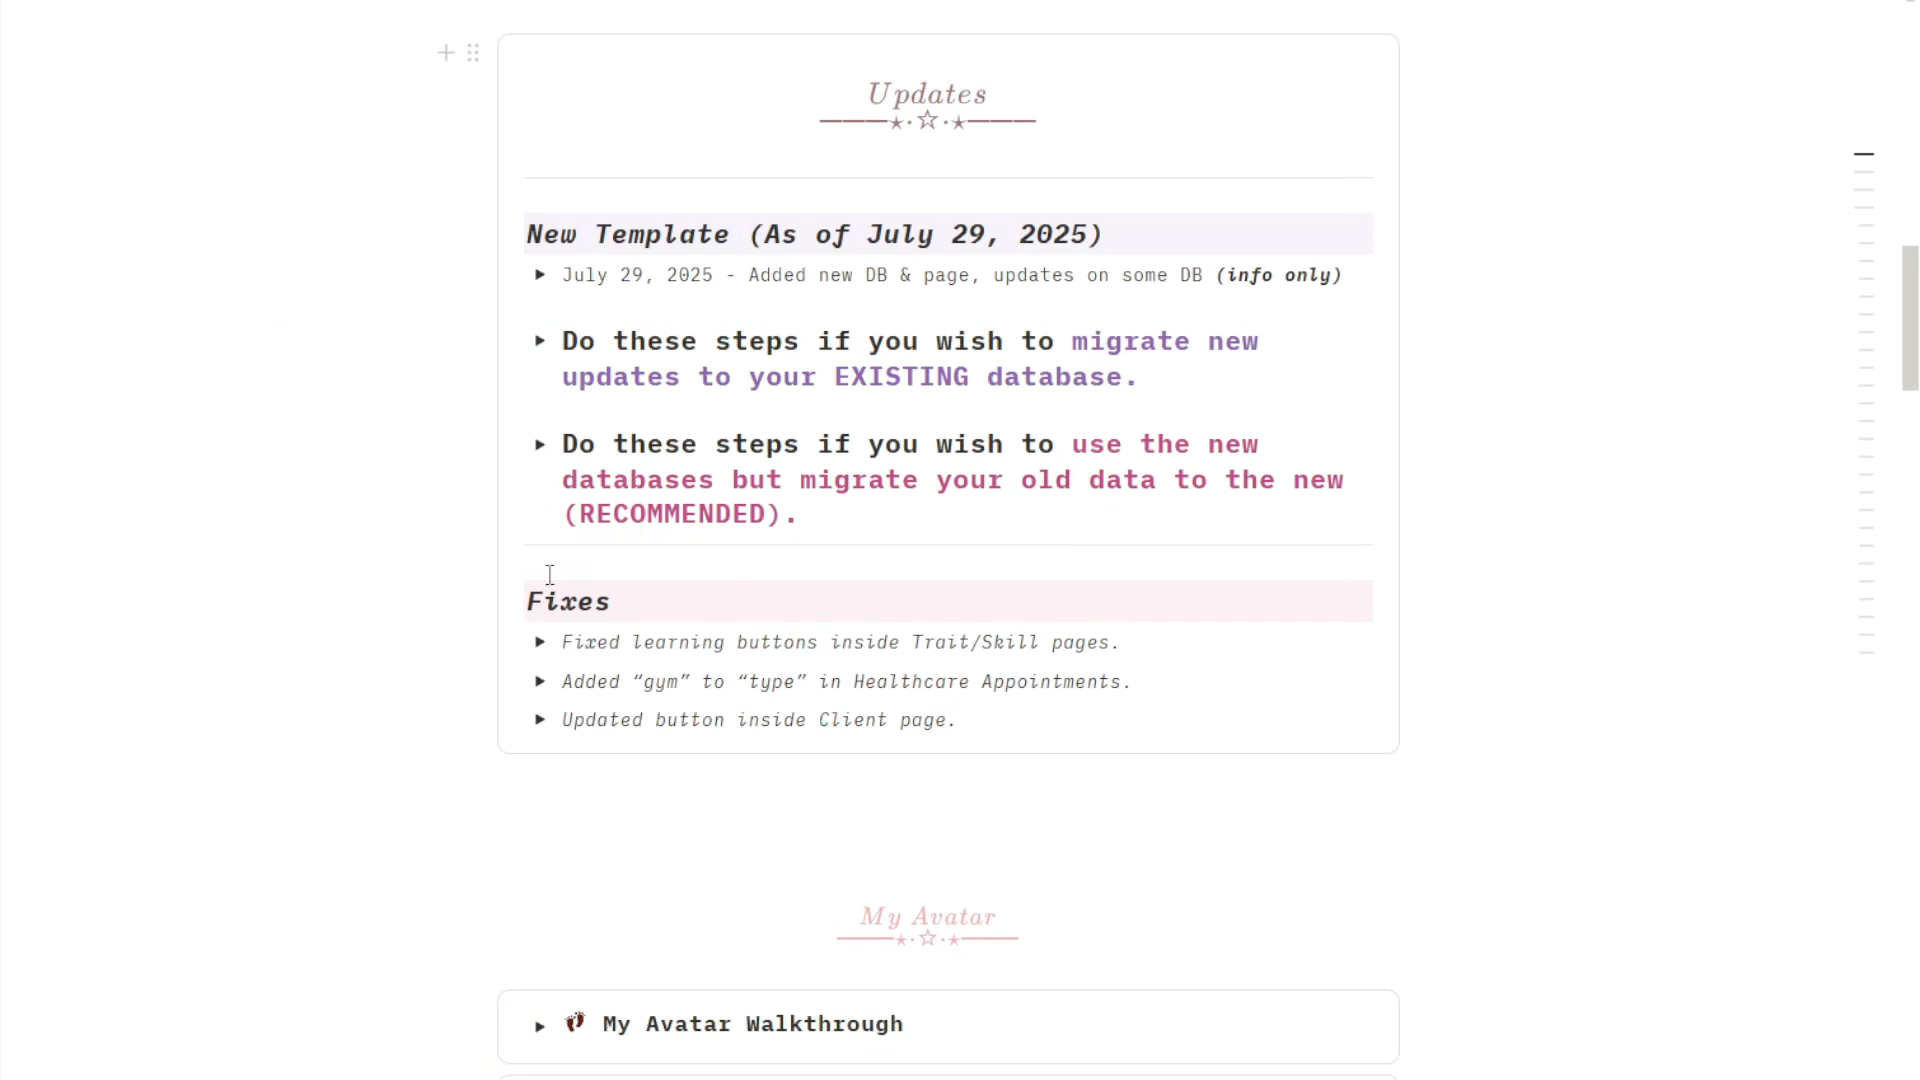 Updates
———⋆·☆·⋆———
New Template (As of July 29, 2025)
July 29, 2025 - Added new DB & page, updates on some DB (info only)
Do these steps if you wish to migrate new
updates to your EXISTING database.
Do these steps if you wish to use the new
databases but migrate your old data to the new
(RECOMMENDED).
Fixes
Fixed learning buttons inside Trait/Skill pages.
Added “gym” to “type” in Healthcare Appointments.
Updated button inside Client page.
My Avatar
———⋆·☆·⋆———
👣 My Avatar Walkthrough